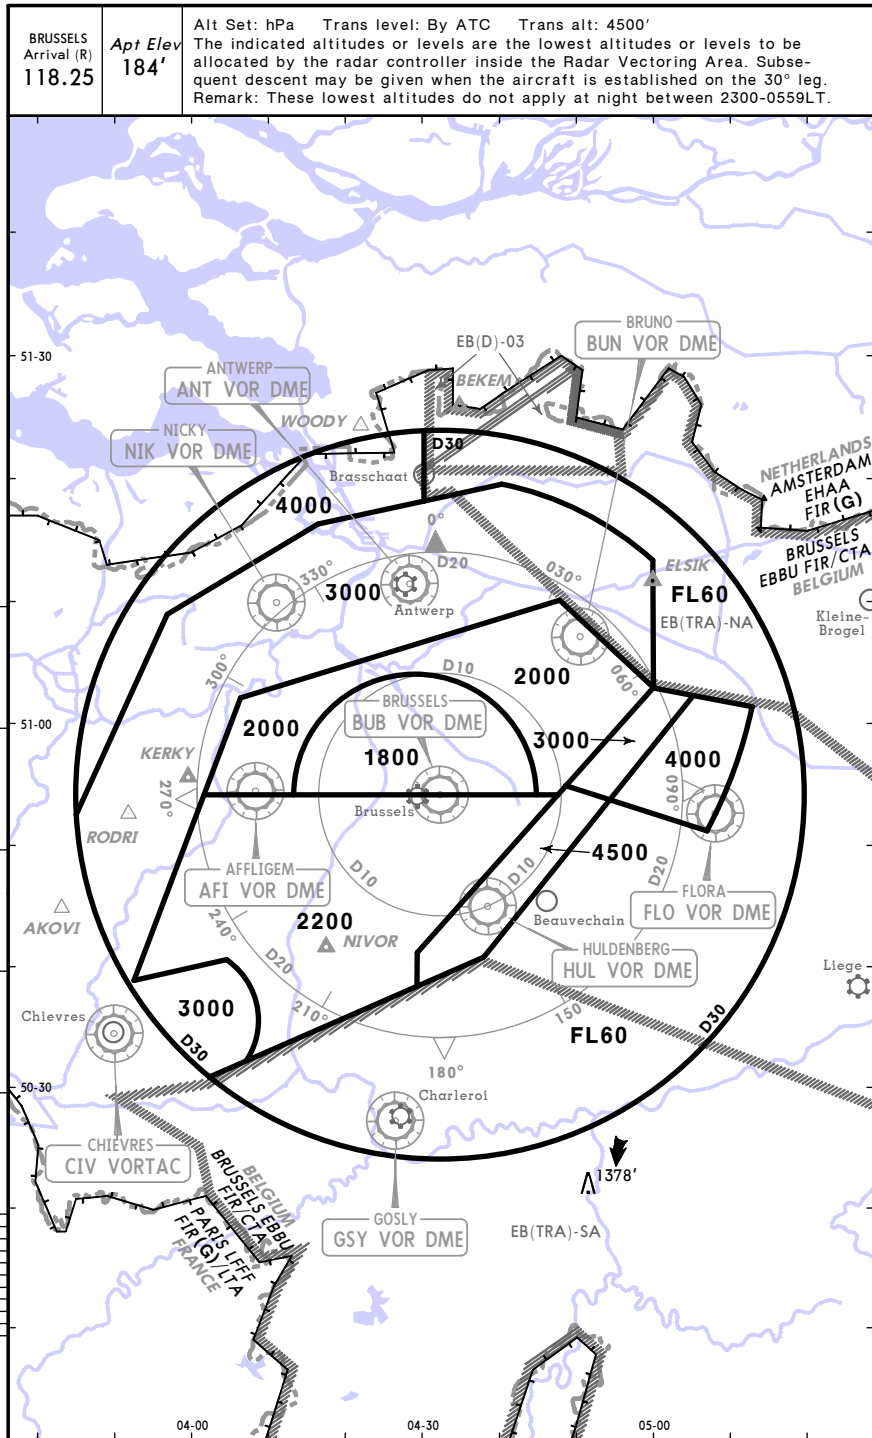 BRUSSELS
Arrival (R)
118.25
Apt Elev
184'
Alt Set: hPa Trans level: By ATC Trans alt: 4500'
The indicated altitudes or levels are the lowest altitudes or levels to be
allocated by the radar controller inside the Radar Vectoring Area. Subse-
quent descent may be given when the aircraft is established on the 30° leg.
Remark: These lowest altitudes do not apply at night between 2300-0559LT.
51-30
EB(D)-03
BRUNO
BUN VOR DME
ANTWERP
ANT VOR DME
BEKEM
WOODY
NICKY
NIK VOR DME
D30
Brasschaat
NETHERLANDS
AMSTERDAM
EHAA
FIR(G)
BRUSSELS
EBBU FIR/CTA
BELGIUM
4000
0°
D20
330°
3000
030°
ELSIK
FL60
Antwerp
EB(TRA)-NA
Kleine-
Brogel
300°
D10
2000
060°
51-00
2000
BRUSSELS
BUB VOR DME
3000
KERKY
1800
4000
270°
090°
Brussels
RODRI
4500
AFFLIGEM
AFI VOR DME
D10
D10
D20
FLORA
FLO VOR DME
AKOVI
240°
2200
Beauvechain
NIVOR
HULDENBERG
HUL VOR DME
D20
Liege
3000
210°
150
Chievres
D30
FL60
D30
180°
50-30
Charleroi
CHIEVRES
CIV VORTAC
1378'
BELGIUM
BRUSSELS EBBU
FIR/CTA
PARIS LFFF
FIR(G)/LTA
FRANCE
GOSLY
GSY VOR DME
EB(TRA)-SA
04-00
04-30
05-00